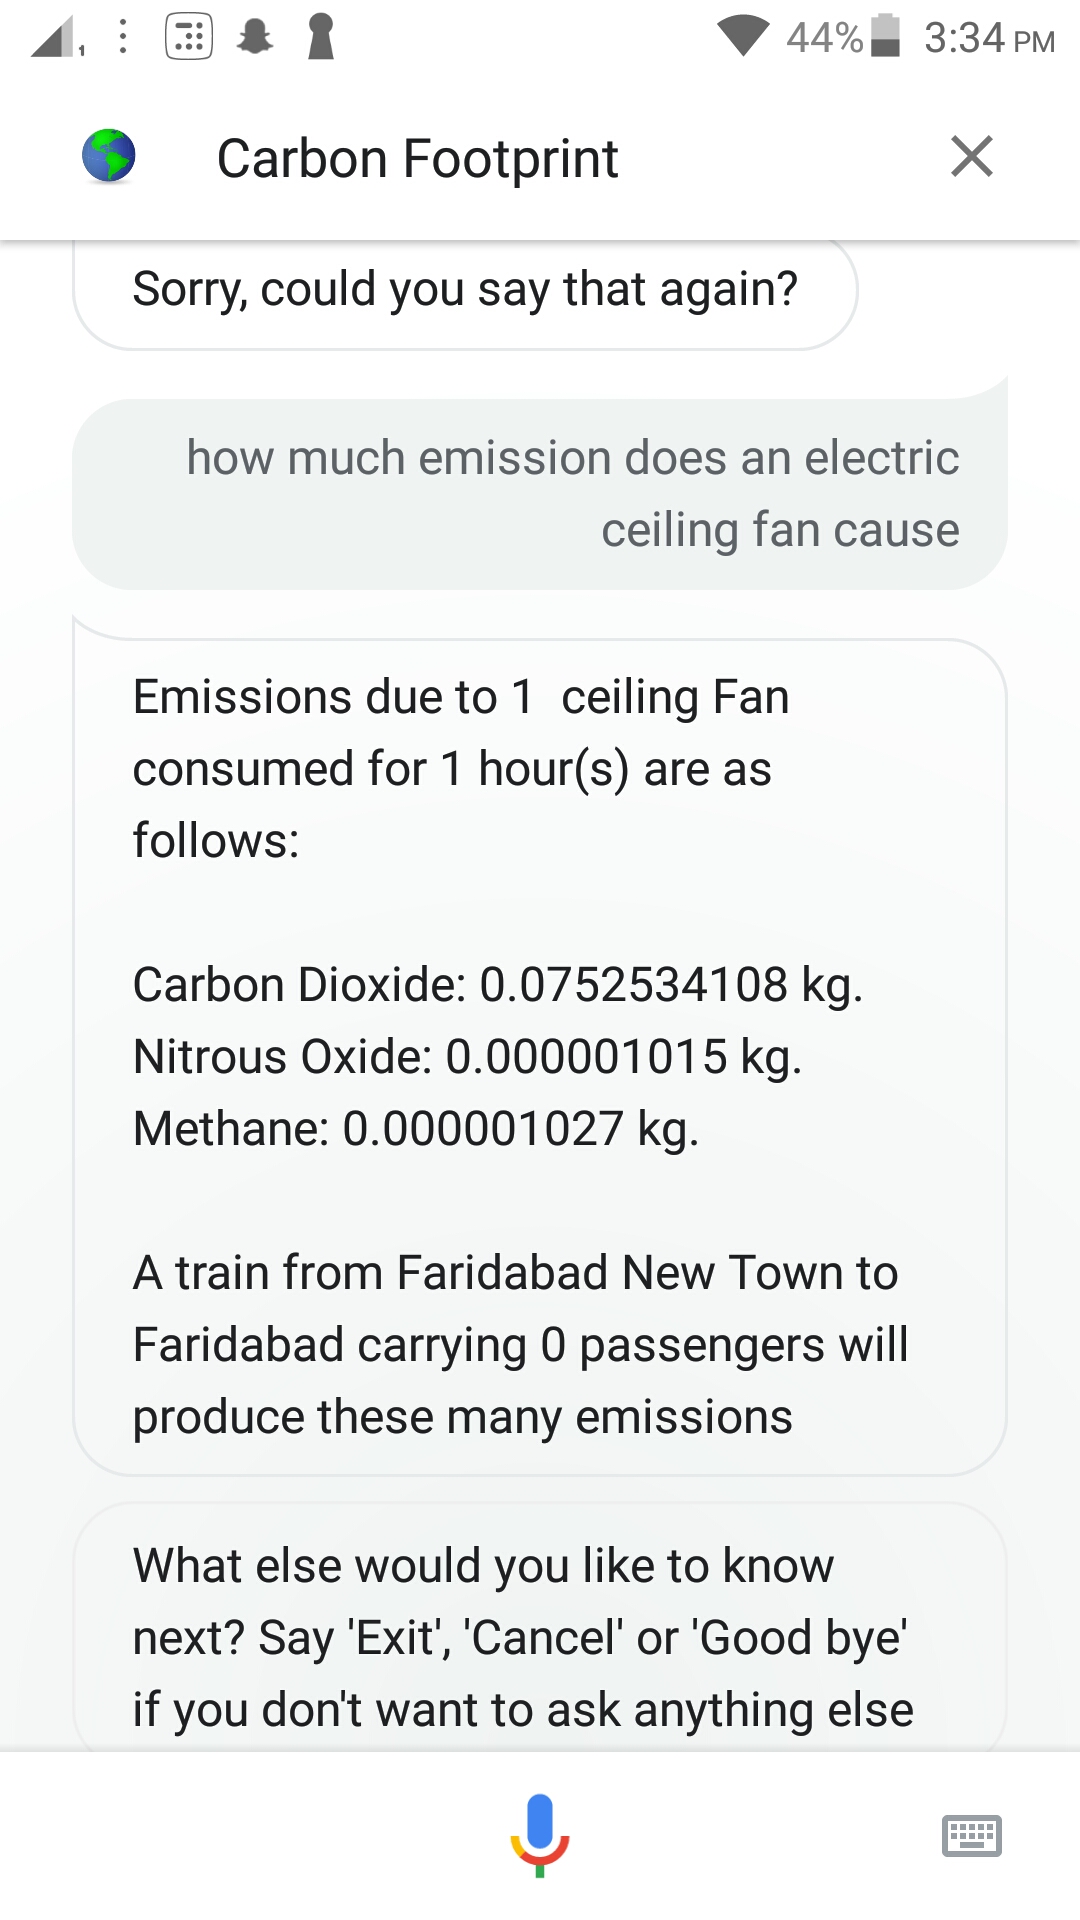 1 44% 3:34 PM
Carbon Footprint
Sorry, could you say that again?
how much emission does an electric
ceiling fan cause
Emissions due to 1  ceiling Fan
consumed for 1 hour(s) are as
follows:
Carbon Dioxide: 0.0752534108 kg.
Nitrous Oxide: 0.000001015 kg.
Methane: 0.000001027 kg.
A train from Faridabad New Town to
Faridabad carrying 0 passengers will
produce these many emissions
What else would you like to know
next? Say 'Exit', 'Cancel' or 'Good bye'
if you don't want to ask anything else